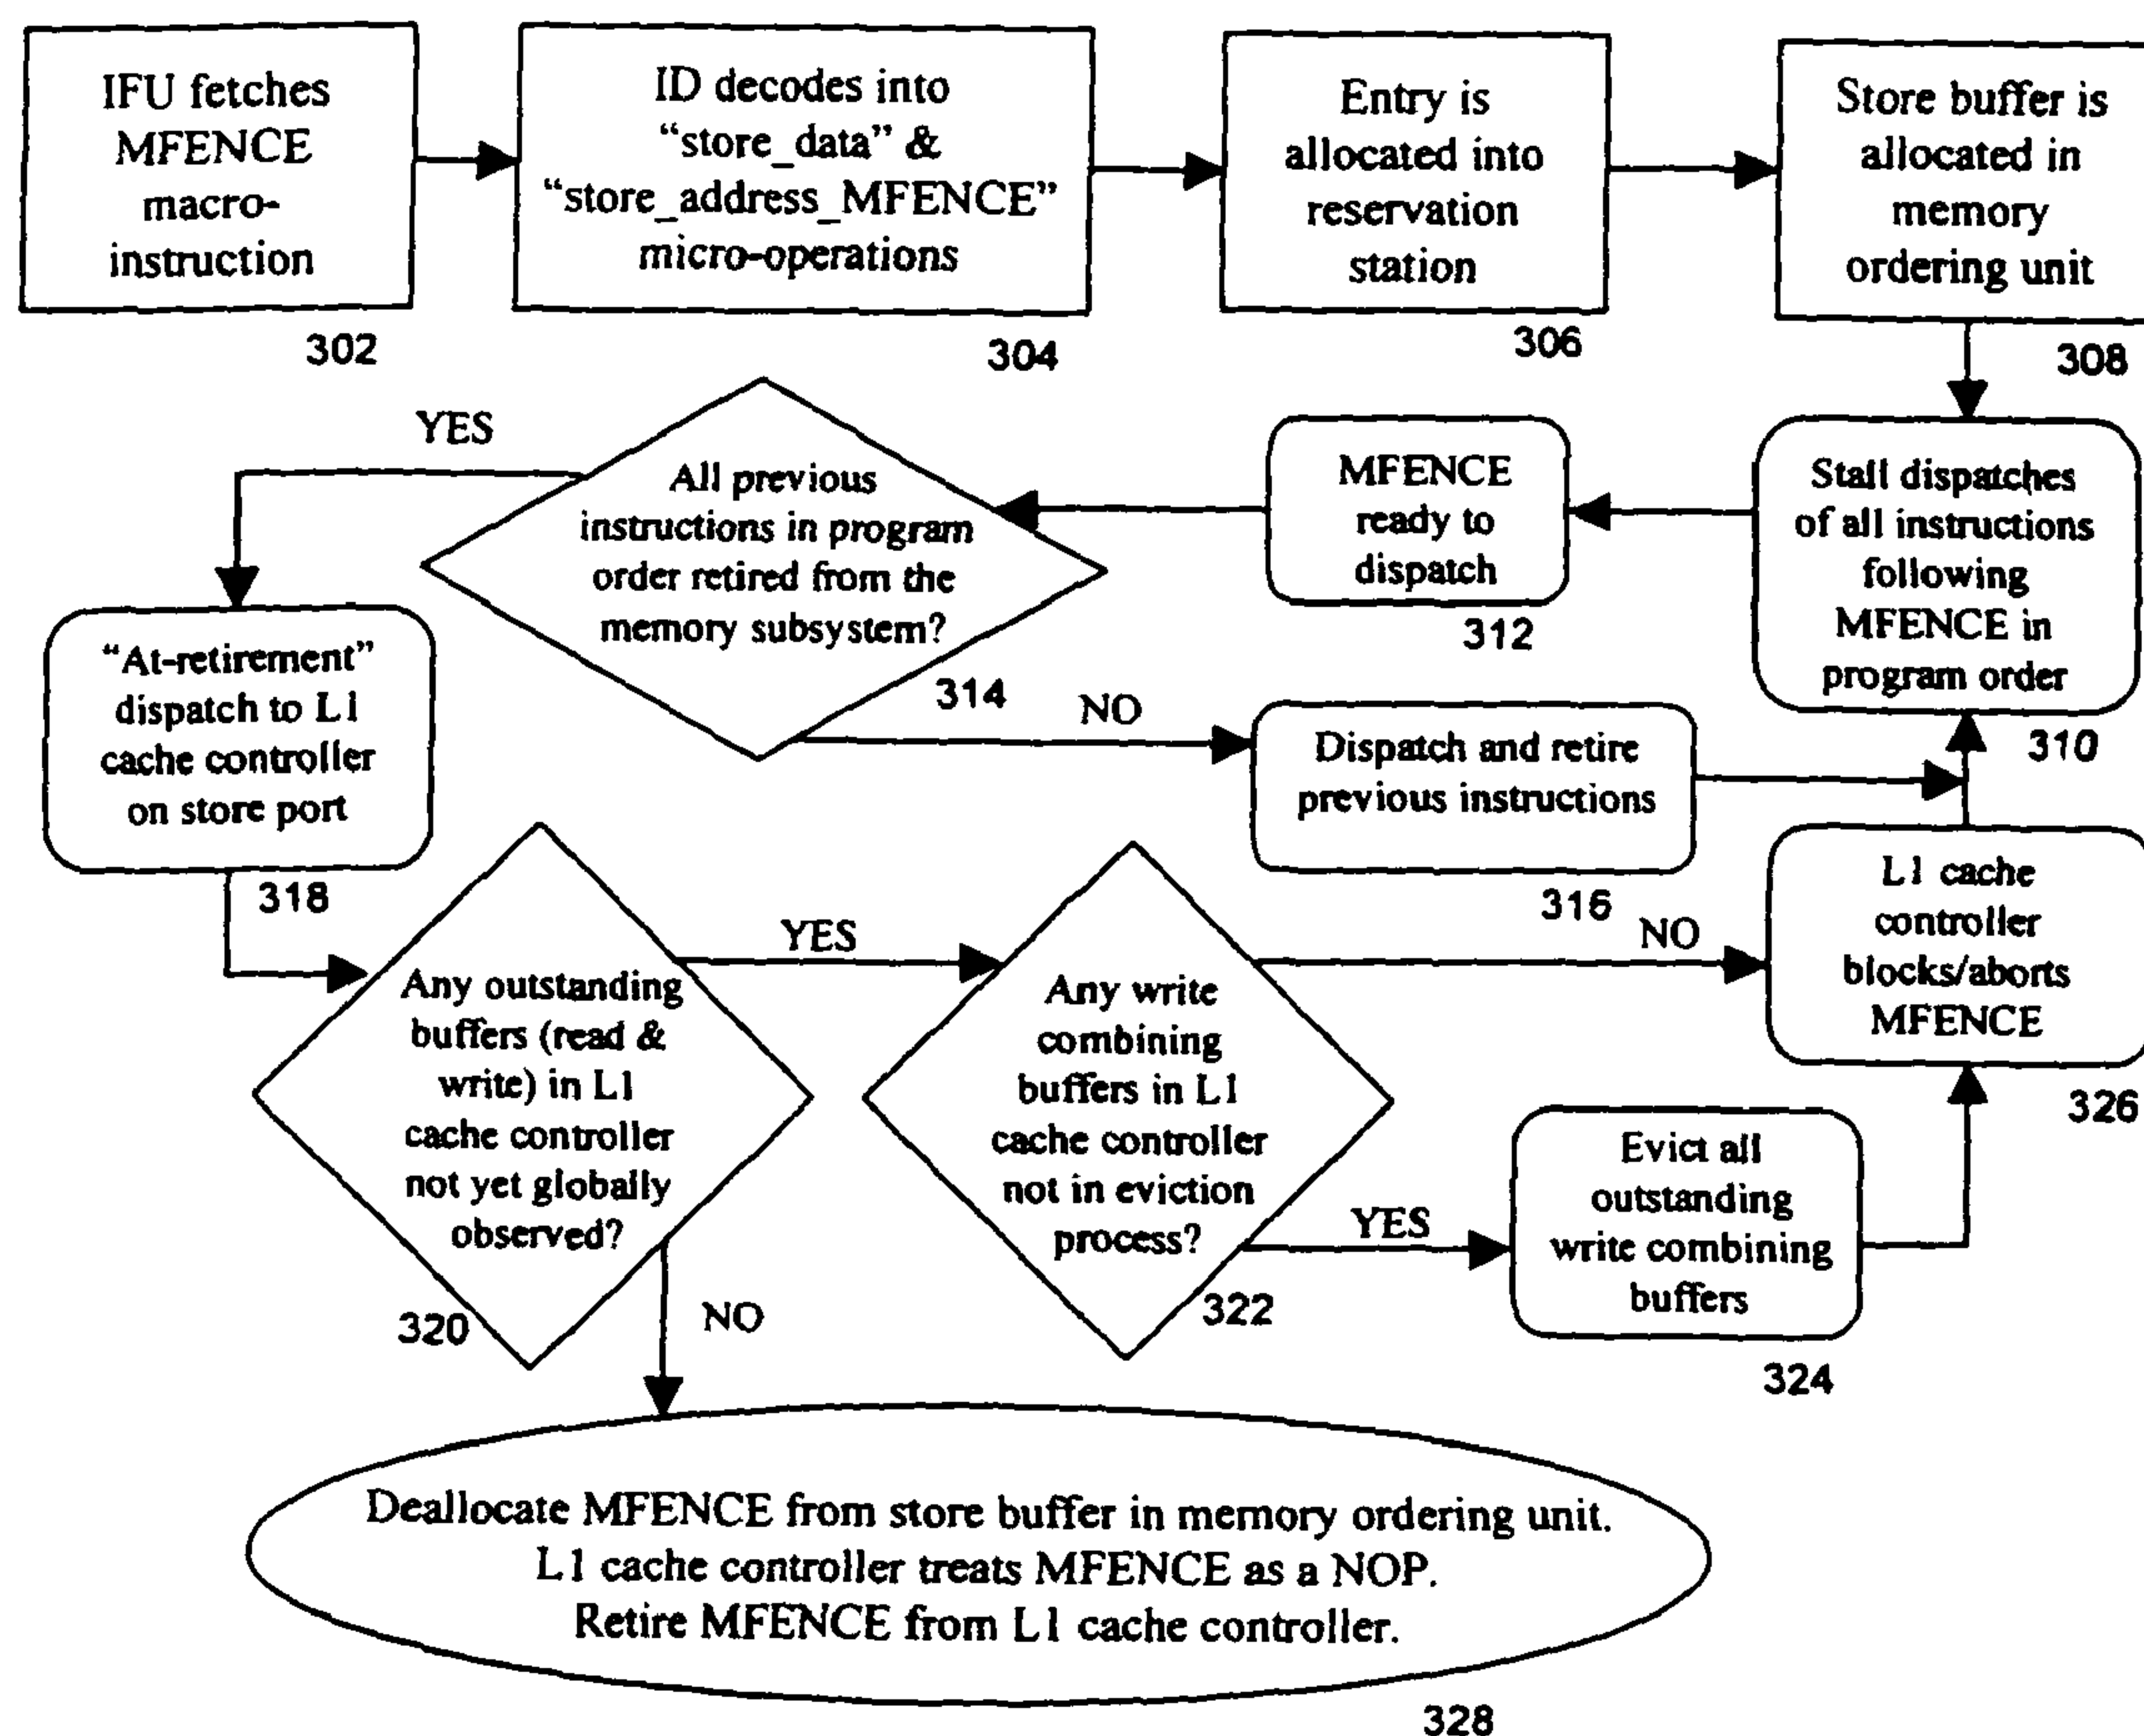 IFU fetches
MFENCE
macro-
instruction
302
ID decodes into
“store_data” &
“store_address_MFENCE”
micro-operations
304
Entry is
allocated into
reservation
station
306
Store buffer is
allocated in
memory
ordering unit
308
Stall dispatches
of all instructions
following
MFENCE in
program order
310
MFENCE
ready to
dispatch
312
All previous
instructions in program
order retired from the
memory subsystem?
314
YES
NO
Dispatch and retire
previous instructions
316
“At-retirement”
dispatch to L1
cache controller
on store port
318
Any outstanding
buffers (read &
write) in L1
cache controller
not yet globally
observed?
320
YES
NO
Any write
combining
buffers in L1
cache controller
not in eviction
process?
322
NO
YES
Evict all
outstanding
write combining
buffers
324
L1 cache
controller
blocks/aborts
MFENCE
326
Deallocate MFENCE from store buffer in memory ordering unit.
L1 cache controller treats MFENCE as a NOP.
Retire MFENCE from L1 cache controller.
328